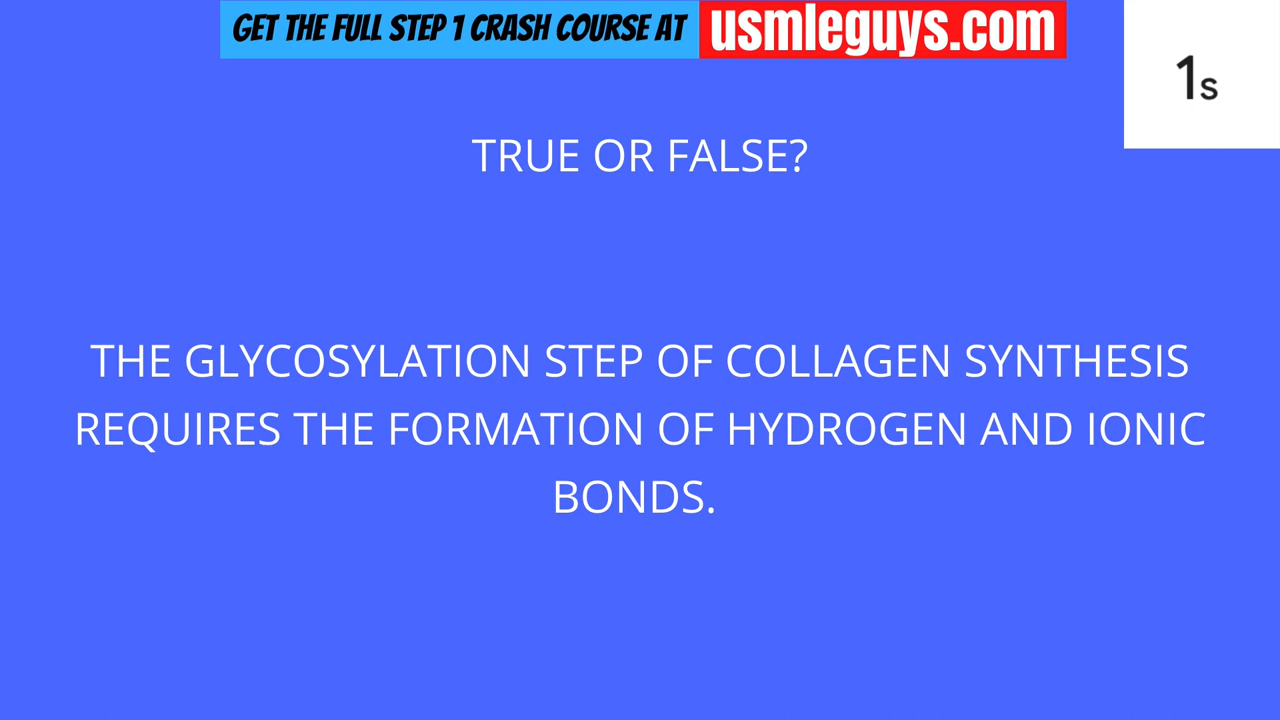 GET THE FULL STEP 1 CRASH COURSE AT usmleguys.com
1s
TRUE OR FALSE?
THE GLYCOSYLATION STEP OF COLLAGEN SYNTHESIS
REQUIRES THE FORMATION OF HYDROGEN AND IONIC
BONDS.